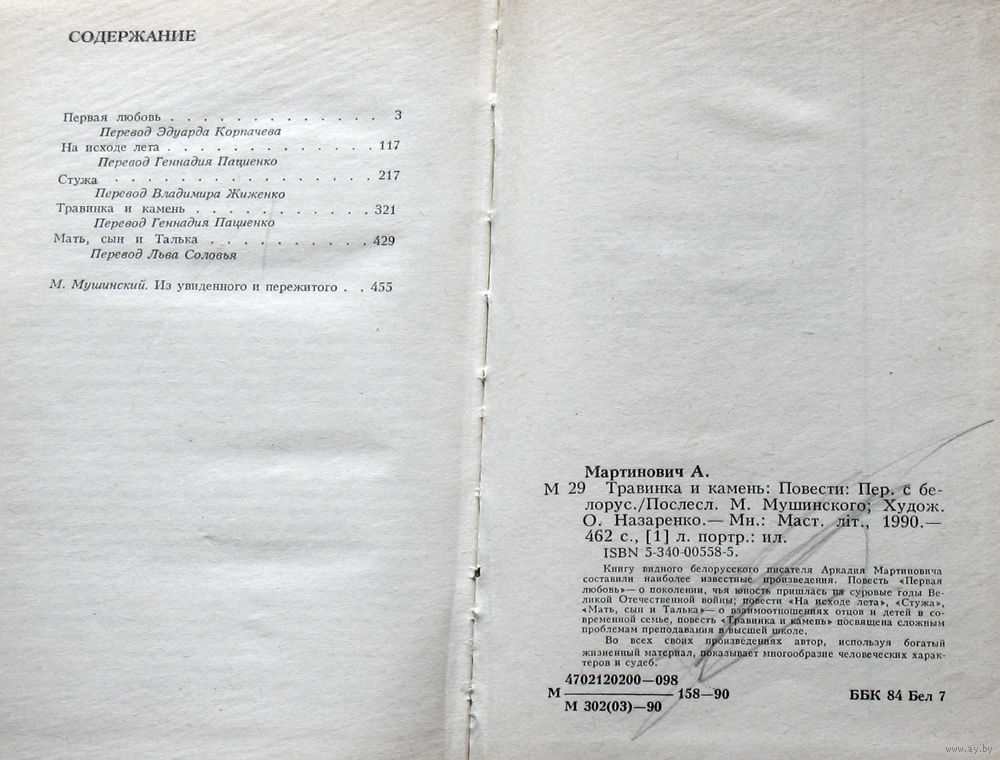 СОДЕРЖАНИЕ
Первая любовь . . . . . . . . . . . . . 3
Перевод Эдуарда Корпачева
На исходе лета . . . . . . . . . . . . . 117
Перевод Геннадия Пациенко
Стужа . . . . . . . . . . . . . . . . 217
Перевод Владимира Жиженко
Травинка и камень . . . . . . . . . . . 321
Перевод Геннадия Пациенко
Мать, сын и Талька . . . . . . . . . . 429
Перевод Льва Соловья
М. Мушинский. Из увиденного и пережитого . . 455
Мартинович А.
М 29 Травинка и камень: Повести: Пер. с бе-
лорус./Послесл. М. Мушинского; Худож.
О. Назаренко.— Мн.: Маст. літ., 1990.—
462 с., [1] л. портр.: ил.
ISBN 5-340-00558-5.
Книгу видного белорусского писателя Аркадия Мартиновича
составили наиболее известные произведения. Повесть «Первая
любовь»— о поколении, чья юность пришлась на суровые годы Ве-
ликой Отечественной войны; повести «На исходе лета», «Стужа»,
«Мать, сын и Талька»— о взаимоотношениях отцов и детей в со-
временной семье, повесть «Травинка и камень» посвящена сложным
проблемам преподавания в высшей школе.
Во всех своих произведениях автор, используя богатый
жизненный материал, показывает многообразие человеческих харак-
теров и судеб.
4702120200—098
М 158—90
М 302(03)—90
ББК 84 Бел 7
www.ay.by